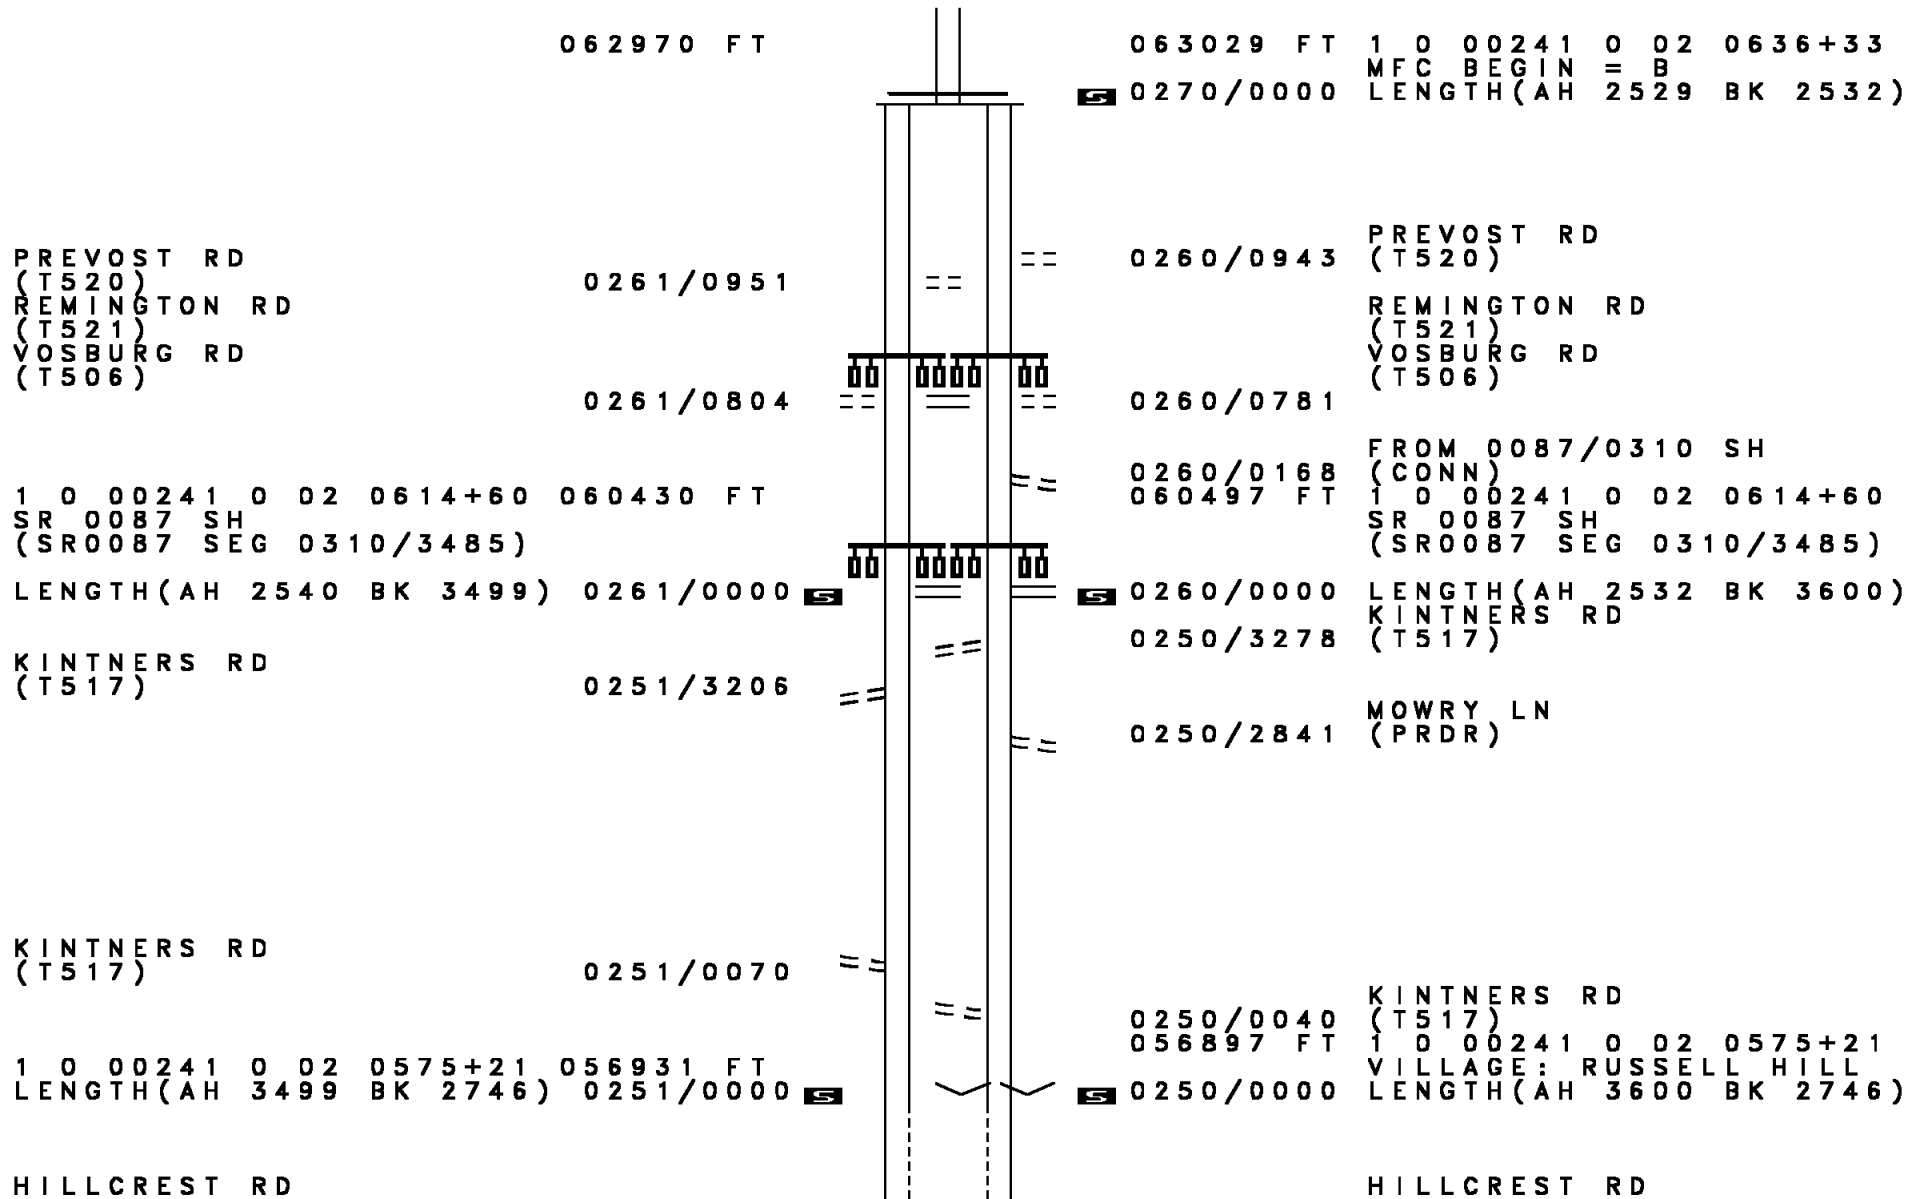 062970 FT 063029 FT 1 0 00241 0 02 0636+33
MFC BEGIN = B
S 0270/0000 LENGTH(AH 2529 BK 2532)
PREVOST RD
PREVOST RD 0260/0943 (T520)
(T520) 0261/0951
REMINGTON RD REMINGTON RD
(T521) (T521)
VOSBURG RD VOSBURG RD
(T506) (T506)
0261/0804 0260/0781
FROM 0087/0310 SH
0260/0168 (CONN)
1 0 00241 0 02 0614+60 060430 FT 060497 FT 1 0 00241 0 02 0614+60
SR 0087 SH SR 0087 SH
(SR0087 SEG 0310/3485) (SR0087 SEG 0310/3485)
LENGTH(AH 2540 BK 3499) 0261/0000 S S 0260/0000 LENGTH(AH 2532 BK 3600)
KINTNERS RD
0250/3278 (T517)
KINTNERS RD
(T517) 0251/3206
MOWRY LN
0250/2841 (PRDR)
KINTNERS RD
(T517) 0251/0070
KINTNERS RD
0250/0040 (T517)
056897 FT 1 0 00241 0 02 0575+21
1 0 00241 0 02 0575+21 056931 FT VILLAGE: RUSSELL HILL
LENGTH(AH 3499 BK 2746) 0251/0000 S S 0250/0000 LENGTH(AH 3600 BK 2746)
HILLCREST RD HILLCREST RD